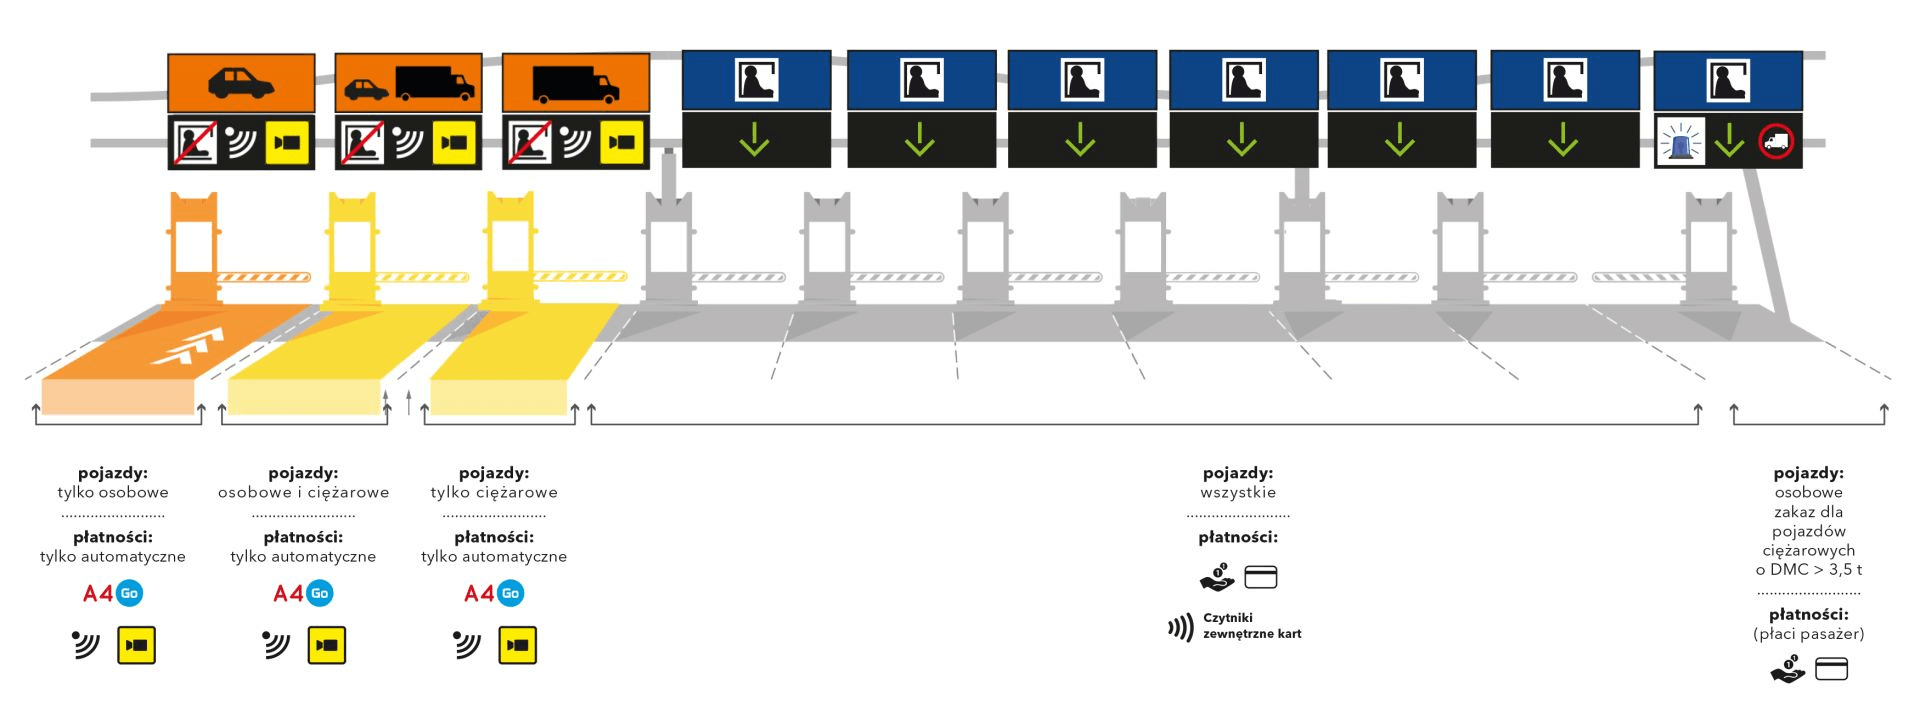 pojazdy:
tylko osobowe
płatności:
tylko automatyczne
A4 Go
pojazdy:
osobowe i ciężarowe
płatności:
tylko automatyczne
A4 Go
pojazdy:
tylko ciężarowe
płatności:
tylko automatyczne
A4 Go
pojazdy:
wszystkie
płatności:
Czytniki
zewnętrzne kart
pojazdy:
osobowe
zakaz dla
pojazdów
ciężarowych
o DMC > 3,5 t
płatności:
(płaci pasażer)